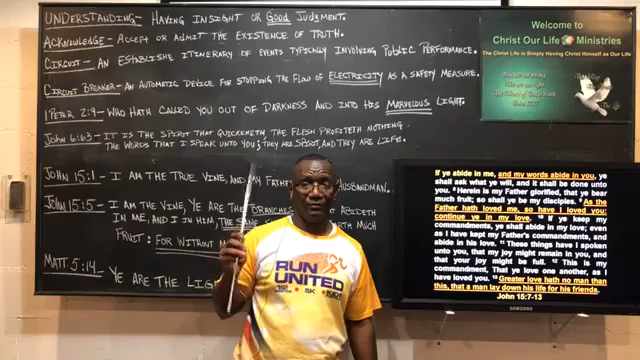 UNDERSTANDING- HAVING INSIGHT OR GOOD JUDGMENT.
ACKNOWLEDGE- ACCEPT OR ADMIT THE EXISTENCE OF TRUTH.
CIRCUIT- AN ESTABLISHE ITINERARY OF EVENTS TYPICALLY INVOLVING PUBLIC PERFORMANCE.
CIRCUIT BREAKER- AN AUTOMATIC DEVICE FOR STOPPING THE FLOW OF ELECTRICITY AS A SAFETY MEASURE.
1 PETER 2:9- WHO HATH CALLED YOU OUT OF DARKNESS AND INTO HIS MARVELOUS LIGHT.
JOHN 6:63- IT IS THE SPIRIT THAT QUICKENETH THE FLESH PROFITETH NOTHING
THE WORDS THAT I SPEAK UNTO YOU, THEY ARE SPIRIT, AND THEY ARE LIFE.
JOHN 15:1- I AM THE TRUE VINE, AND MY FATHER HUSBANDMAN.
JOHN 15:5- I AM THE VINE, YE ARE THE BRANCHES ABIDETH
IN ME, AND I IN HIM, THE SAME FORTH MUCH
FRUIT: FOR WITHOUT
MATT 5:14- YE ARE THE
Welcome to
Christ Our Life Ministries
The Christ Life is Simply Having Christ Himself as Our Life
The Way
The Life
If ye abide in me, and my words abide in you, ye
shall ask what ye will, and it shall be done unto you.
8 Herein is my Father glorified, that ye bear
much fruit; so shall ye be my disciples. 9 As the
Father hath loved me, so have I loved you:
continue ye in my love. 10 If ye keep my
commandments, ye shall abide in my love; even
as I have kept my Father's commandments, and
abide in his love. 11 These things have I spoken
unto you, that my joy might remain in you, and
that your joy might be full. 12 This is my
commandment, That ye love one another, as I
have loved you. 13 Greater love hath no man than
this, that a man lay down his life for his friends.
John 15:7-13
SAMSUNG
RUN
UNITED
5K